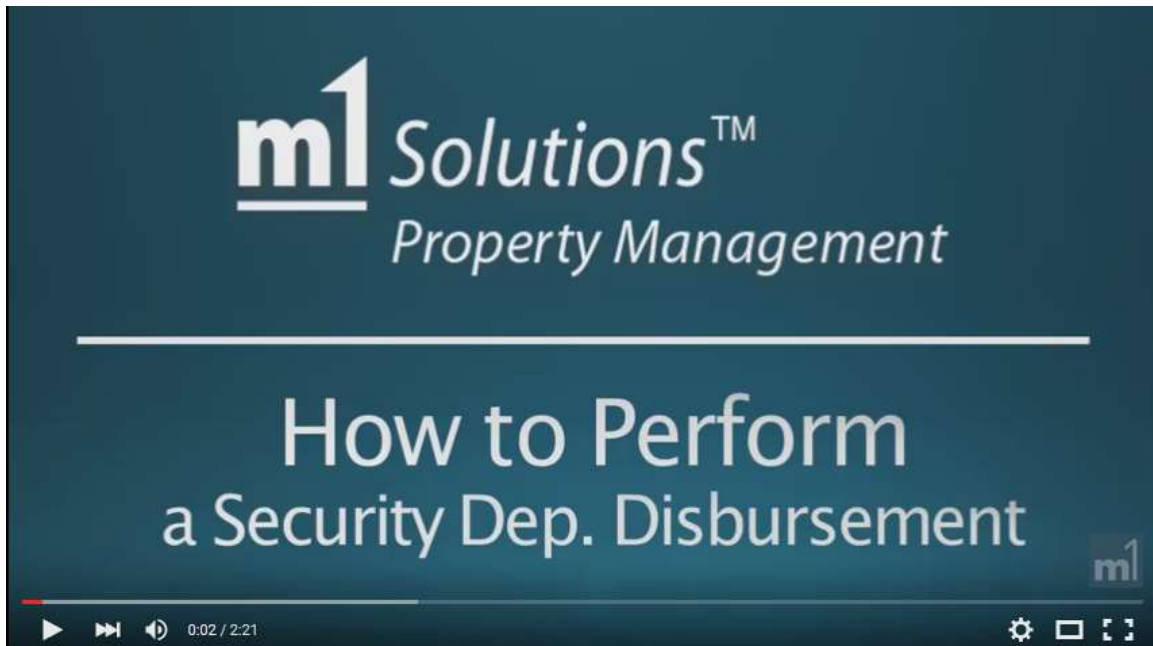 m1 Solutions™
Property Management
How to Perform
a Security Dep. Disbursement
m1
0:02 / 2:21